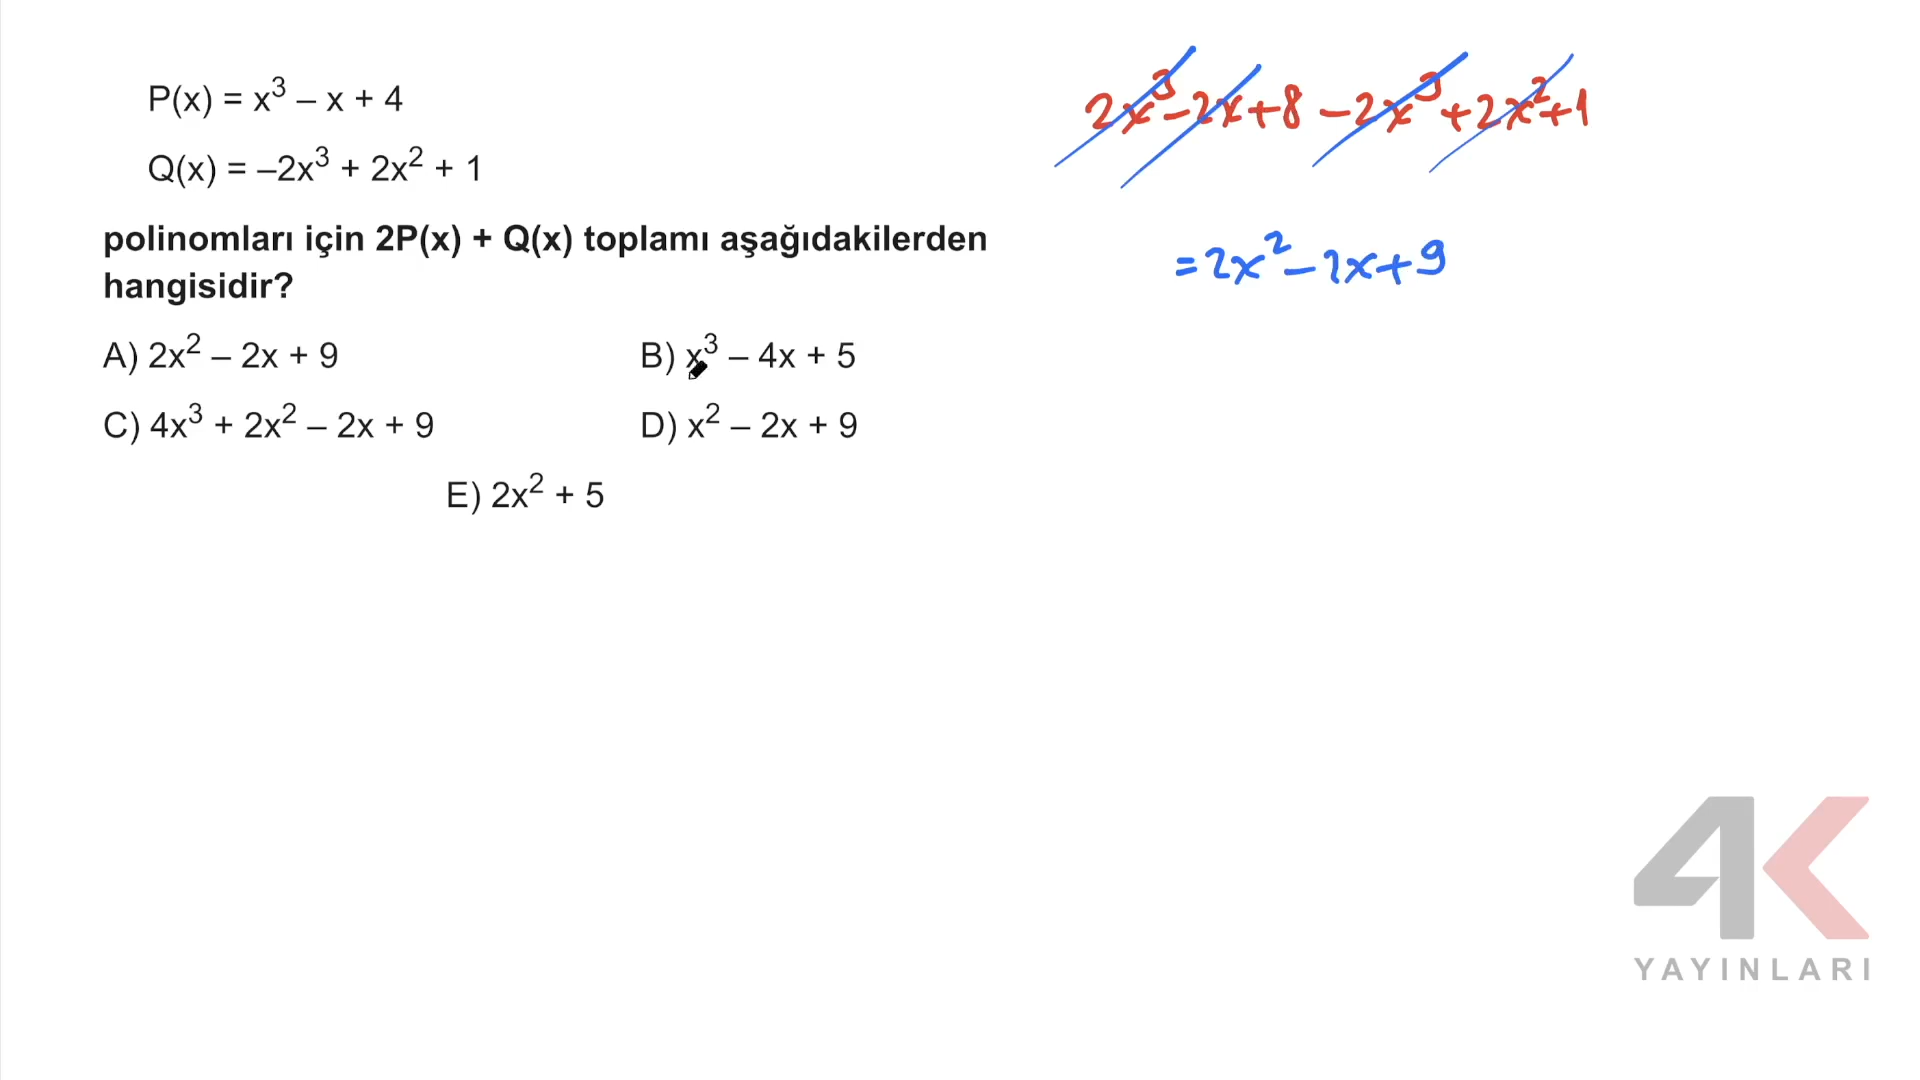 P(x) = x³ – x + 4
Q(x) = –2x³ + 2x² + 1
polinomları için 2P(x) + Q(x) toplamı aşağıdakilerden
hangisidir?
A) 2x² – 2x + 9
B) x³ – 4x + 5
C) 4x³ + 2x² – 2x + 9
D) x² – 2x + 9
E) 2x² + 5
2x³ – 2x + 8 – 2x³ + 2x² + 1
= 2x² – 2x + 9
4K
YAYINLARI